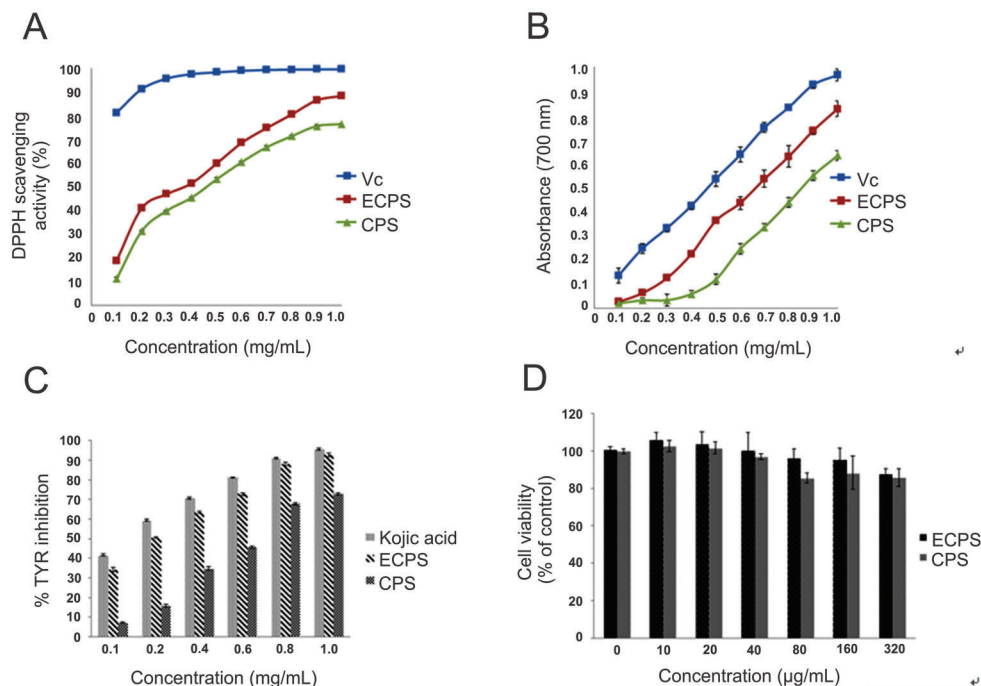 A
DPPH scavenging
activity (%)
100
90
80
70
60
50
40
30
20
10
0
0 0.1 0.2 0.3 0.4 0.5 0.6 0.7 0.8 0.9 1.0
Concentration (mg/mL)
Vc
ECPS
CPS
B
Absorbance (700 nm)
1.0
0.9
0.8
0.7
0.6
0.5
0.4
0.3
0.2
0.1
0
0 0.1 0.2 0.3 0.4 0.5 0.6 0.7 0.8 0.9 1.0
Concentration (mg/mL)
Vc
ECPS
CPS
C
% TYR inhibition
100
90
80
70
60
50
40
30
20
10
0
0.1 0.2 0.4 0.6 0.8 1.0
Concentration (mg/mL)
Kojic acid
ECPS
CPS
D
Cell viability
(% of control)
120
100
80
60
40
20
0
0 10 20 40 80 160 320
Concentration (µg/mL)
ECPS
CPS